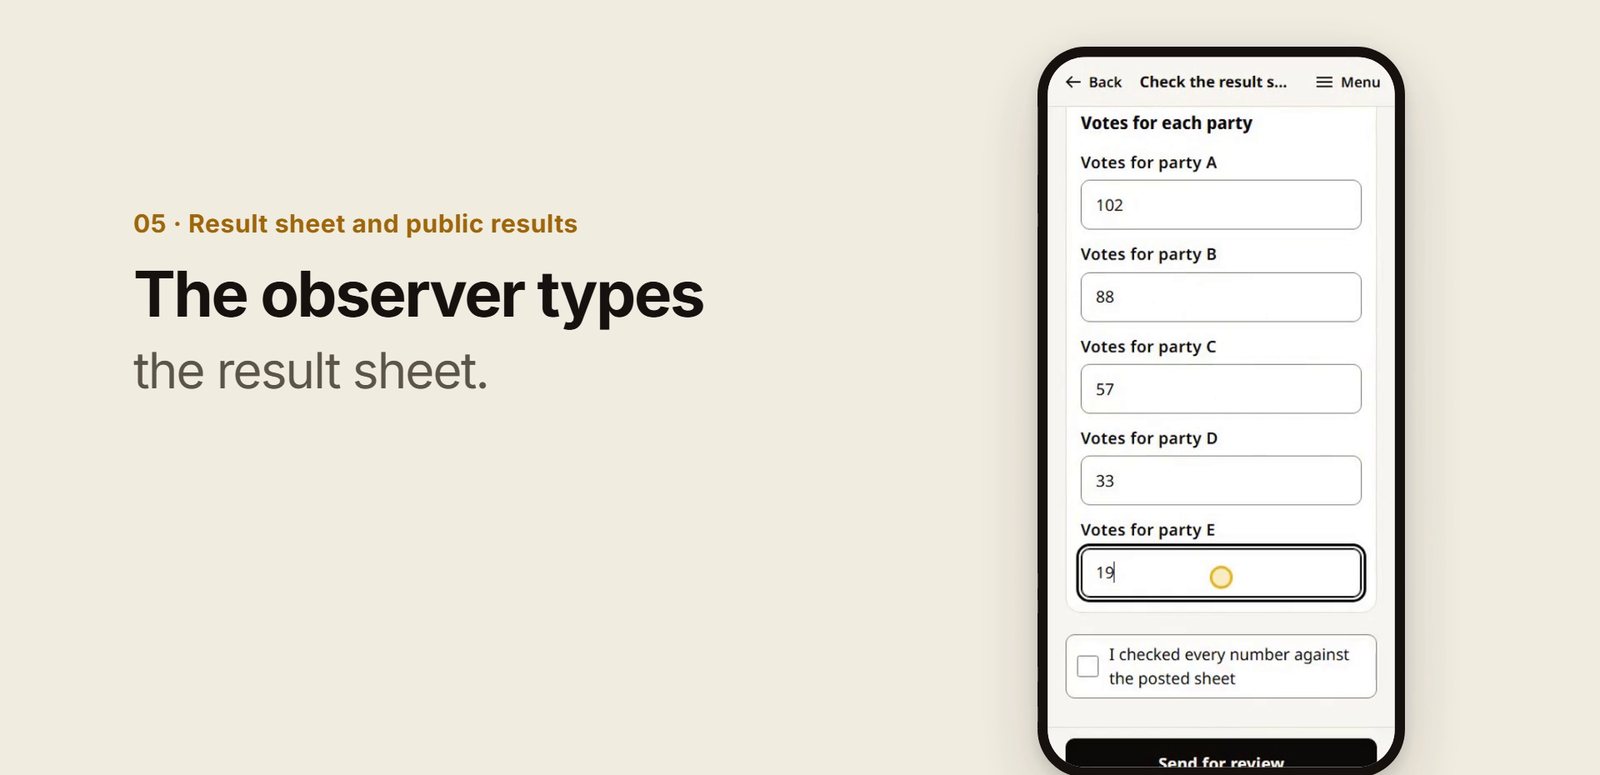 05 · Result sheet and public results
The observer types
the result sheet.
Back
Check the result s...
Menu
Votes for each party
Votes for party A
102
Votes for party B
88
Votes for party C
57
Votes for party D
33
Votes for party E
19
I checked every number against
the posted sheet
Send for review